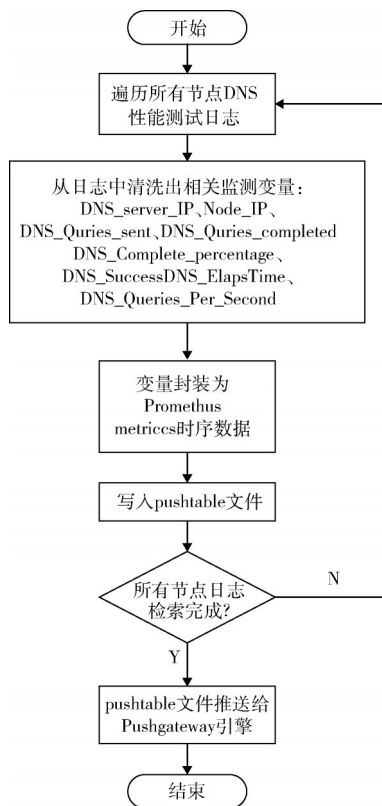 开始
遍历所有节点DNS
性能测试日志
从日志中清洗出相关监测变量：
DNS_server_IP、Node_IP、
DNS_Quries_sent、DNS_Quries_completed
DNS_Complete_percentage、
DNS_SuccessDNS_ElapsTime、
DNS_Queries_Per_Second
变量封装为
Promethus
metriccs时序数据
写入pushtable文件
所有节点日志
检索完成?
N
Y
pushtable文件推送给
Pushgateway引擎
结束